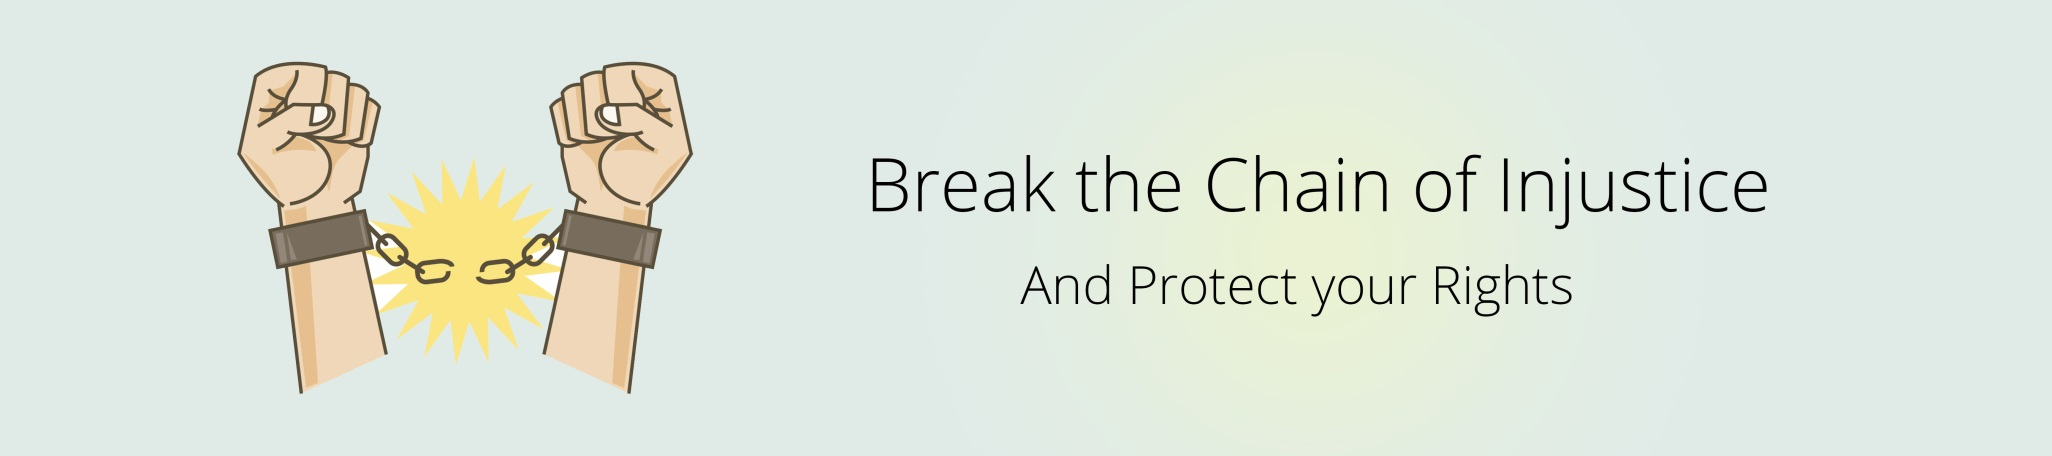 Break the Chain of Injustice
And Protect your Rights